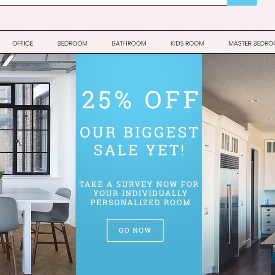 OFFICE BEDROOM BATHROOM KIDS ROOM MASTER BEDROO
25% OFF
OUR BIGGEST
SALE YET!
TAKE A SURVEY NOW FOR
YOUR INDIVIDUALLY
PERSONALIZED ROOM
GO NOW